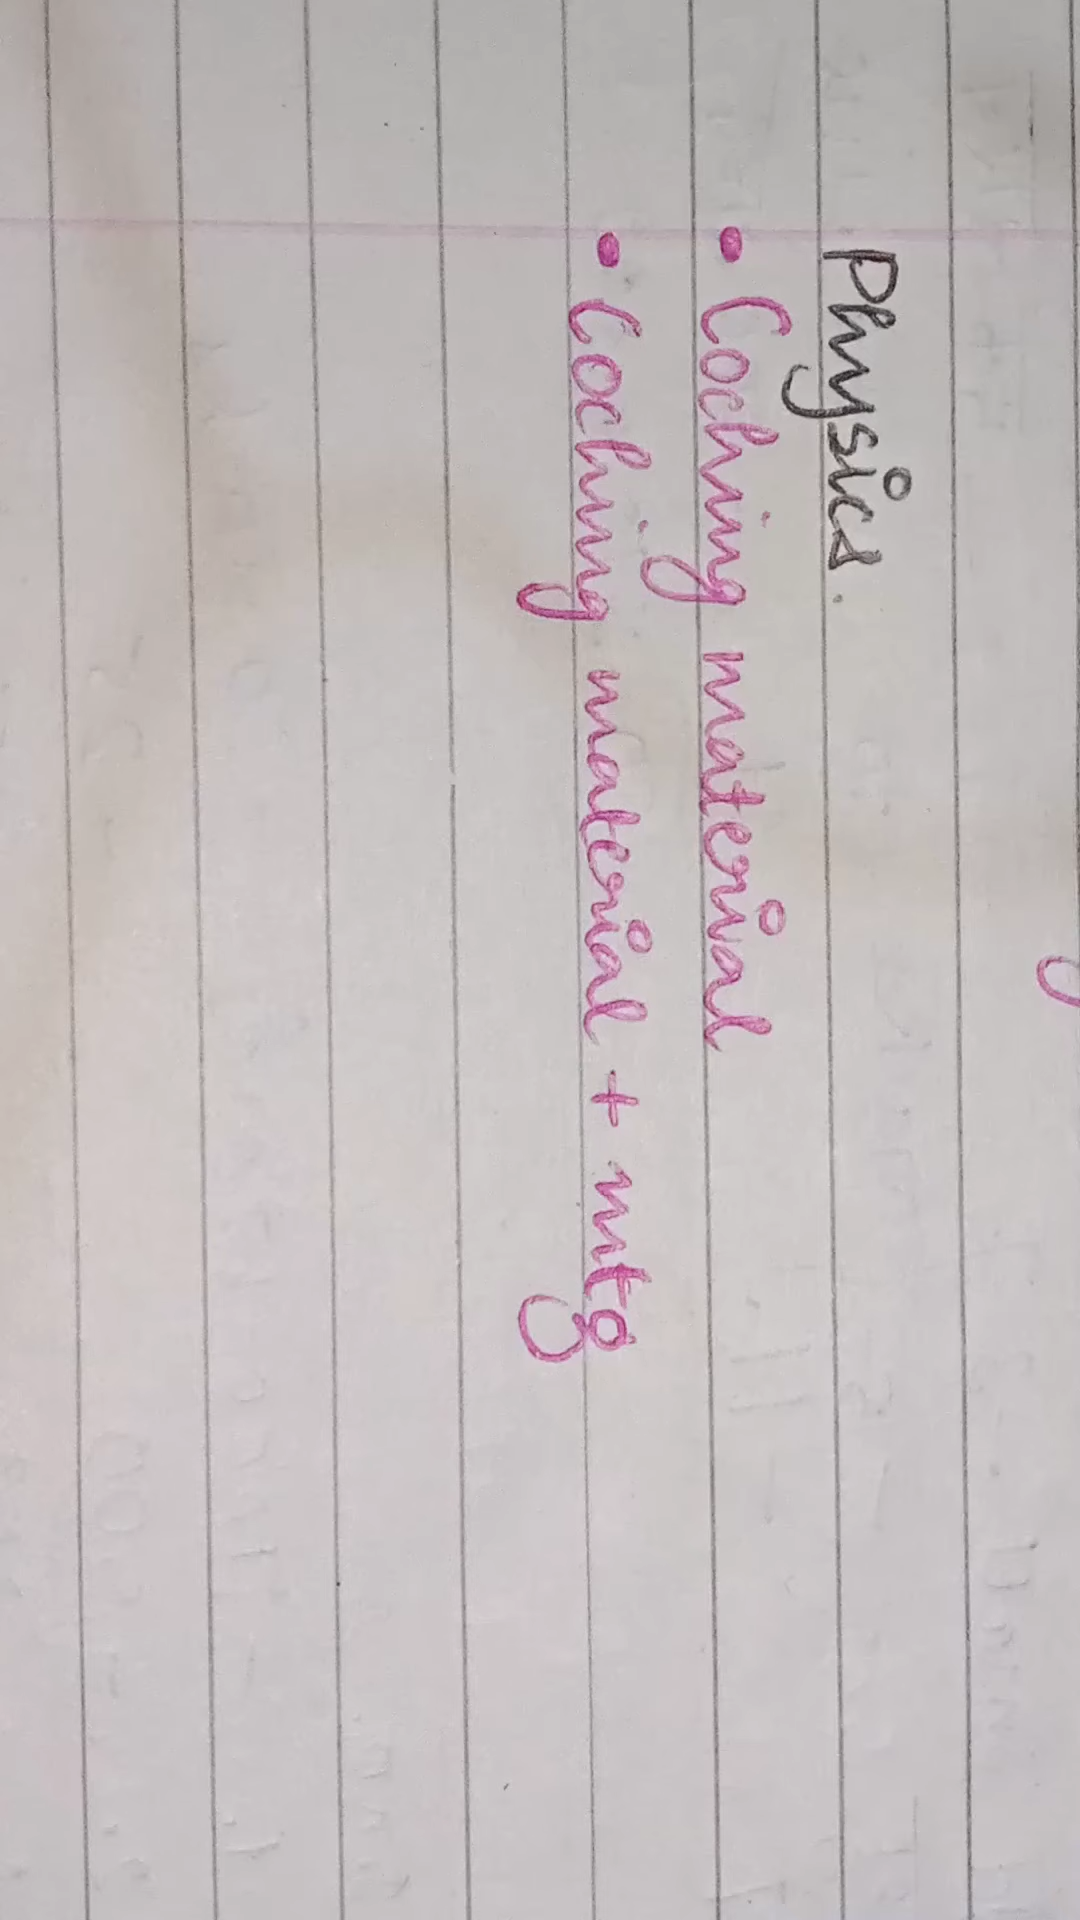 Physics.
• Coching material
• Coching material + mtg